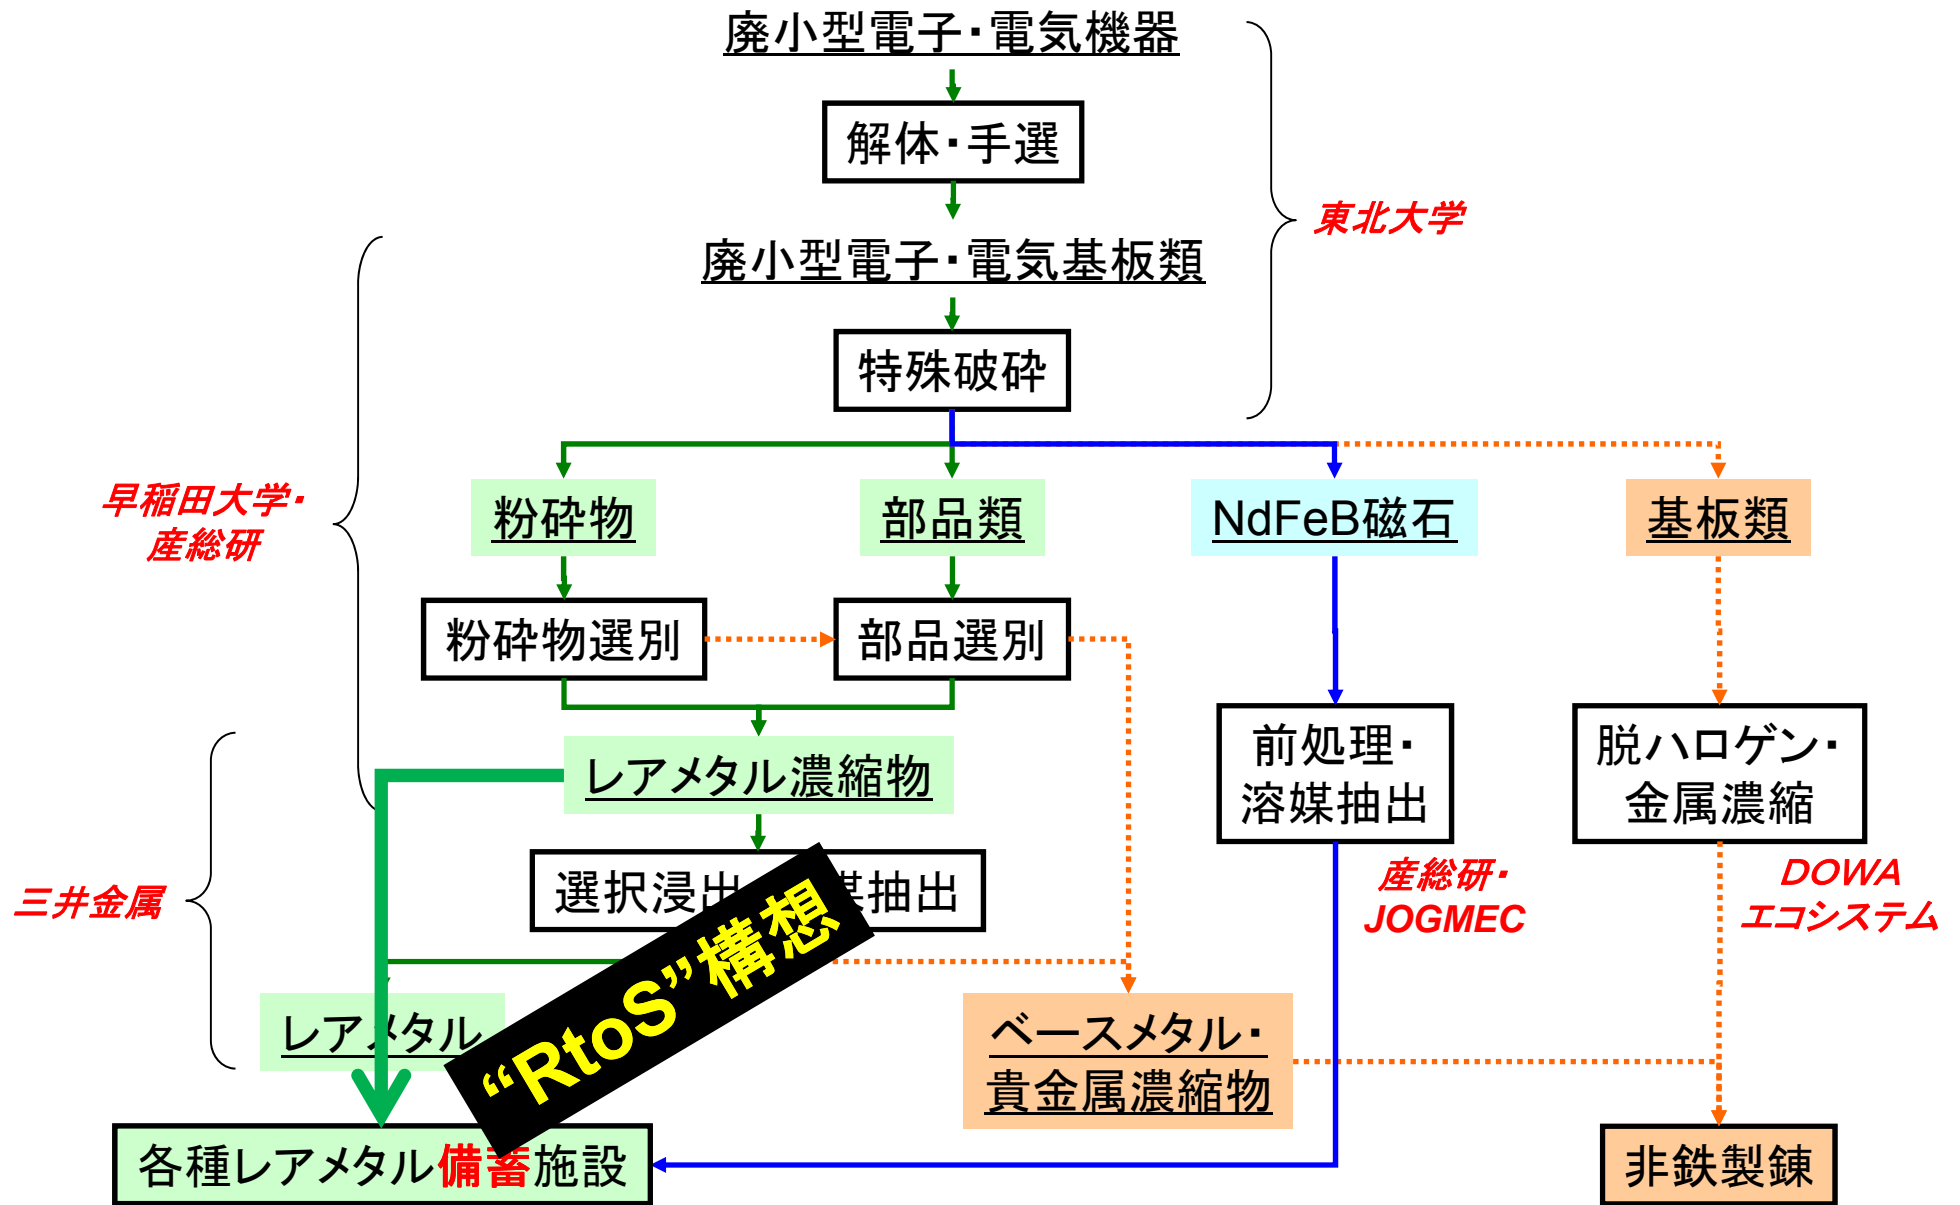 廃小型電子・電気機器
解体・手選
東北大学
廃小型電子・電気基板類
特殊破砕
早稲田大学・
産総研
粉砕物
部品類
NdFeB磁石
基板類
粉砕物選別
部品選別
前処理・
溶媒抽出
脱ハロゲン・
金属濃縮
レアメタル濃縮物
三井金属
選択浸出
媒抽出
産総研・
JOGMEC
DOWA
エコシステム
“RtoS”構想
レアメタル
ベースメタル・
貴金属濃縮物
各種レアメタル備蓄施設
非鉄製錬